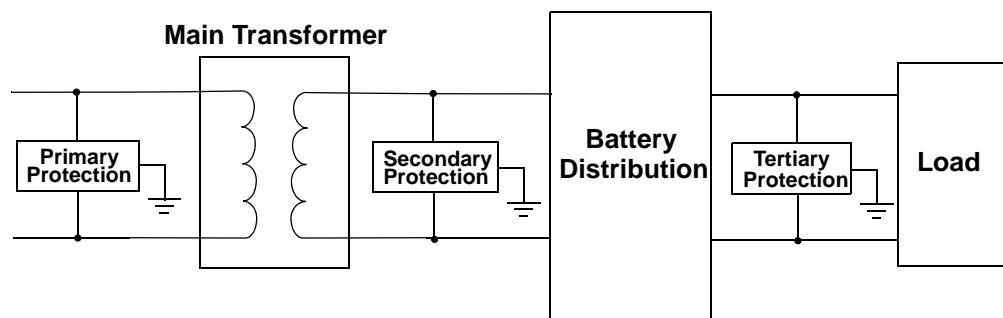 Main Transformer
Primary
Protection
Secondary
Protection
Battery
Distribution
Tertiary
Protection
Load